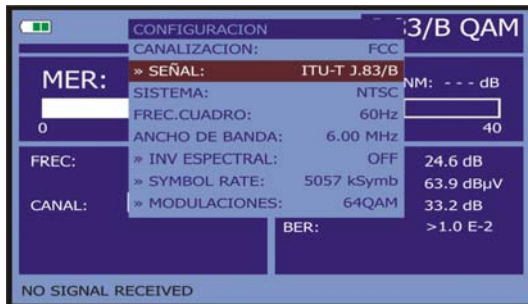 CONFIGURACION
.83/B QAM
CANALIZACION: FCC
MER:
» SEÑAL: ITU-T J.83/B
NM: - - - dB
SISTEMA: NTSC
FREC.CUADRO: 60Hz
0
40
ANCHO DE BANDA: 6.00 MHz
FREC:
» INV ESPECTRAL: OFF
24.6 dB
» SYMBOL RATE: 5057 kSymb
63.9 dBµV
CANAL:
» MODULACIONES: 64QAM
33.2 dB
BER:
>1.0 E-2
NO SIGNAL RECEIVED